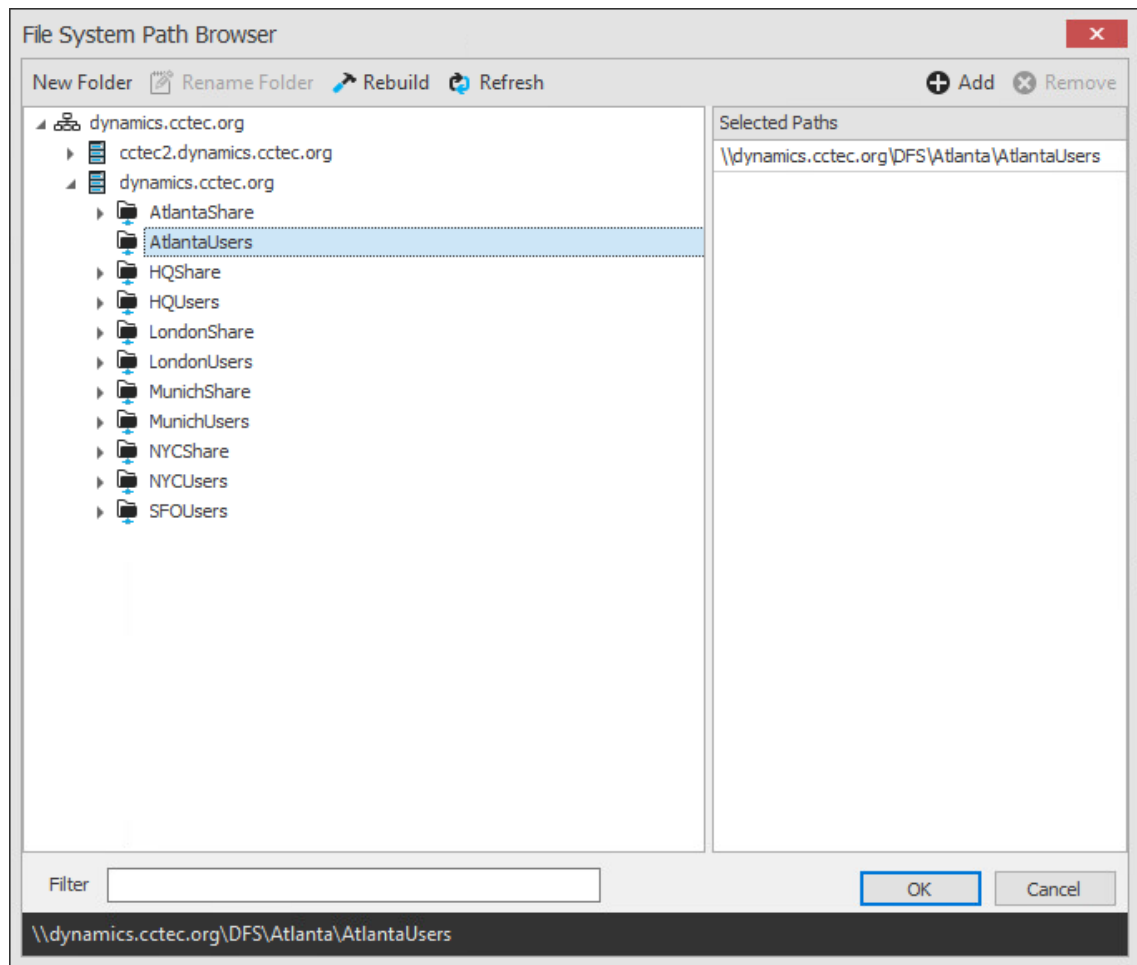 File System Path Browser
New Folder Rename Folder Rebuild Refresh Add Remove
dynamics.cctec.org
cctec2.dynamics.cctec.org
dynamics.cctec.org
AtlantaShare
AtlantaUsers
HQShare
HQUsers
LondonShare
LondonUsers
MunichShare
MunichUsers
NYCShare
NYCUsers
SFOUsers
Selected Paths
\\dynamics.cctec.org\DFS\Atlanta\AtlantaUsers
Filter
OK Cancel
\\dynamics.cctec.org\DFS\Atlanta\AtlantaUsers